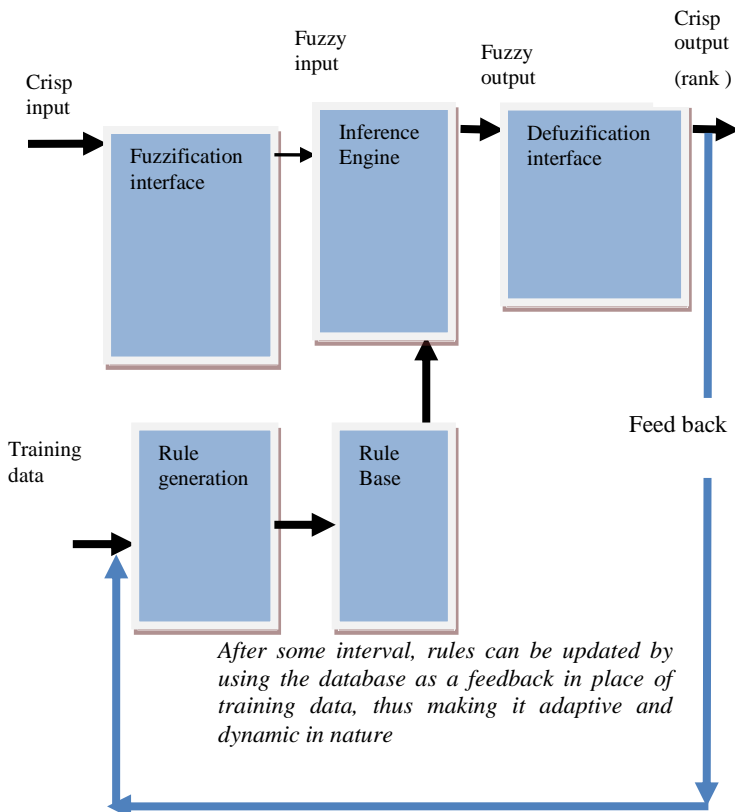 Crisp
input
Fuzzy
input
Fuzzy
output
Crisp
output
(rank )
Fuzzification
interface
Inference
Engine
Defuzification
interface
Feed back
Training
data
Rule
generation
Rule
Base
After some interval, rules can be updated by
using the database as a feedback in place of
training data, thus making it adaptive and
dynamic in nature